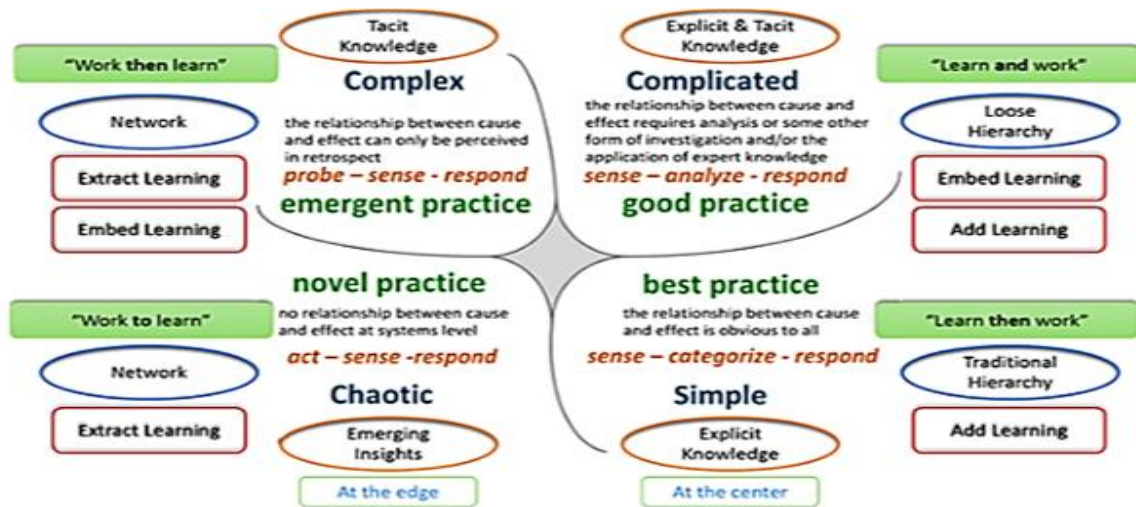 Tacit
Knowledge
Explicit & Tacit
Knowledge
"Work then learn"
Complex
Complicated
"Learn and work"
Network
the relationship between cause
and effect can only be perceived
in retrospect
the relationship between cause and
effect requires analysis or some other
form of investigation and/or the
application of expert knowledge
Loose
Hierarchy
Extract Learning
probe – sense - respond
sense – analyze - respond
Embed Learning
Embed Learning
emergent practice
good practice
Add Learning
novel practice
best practice
"Work to learn"
no relationship between cause
and effect at systems level
the relationship between cause
and effect is obvious to all
"Learn then work"
Network
act – sense -respond
sense – categorize - respond
Traditional
Hierarchy
Extract Learning
Chaotic
Simple
Add Learning
Emerging
Insights
Explicit
Knowledge
At the edge
At the center